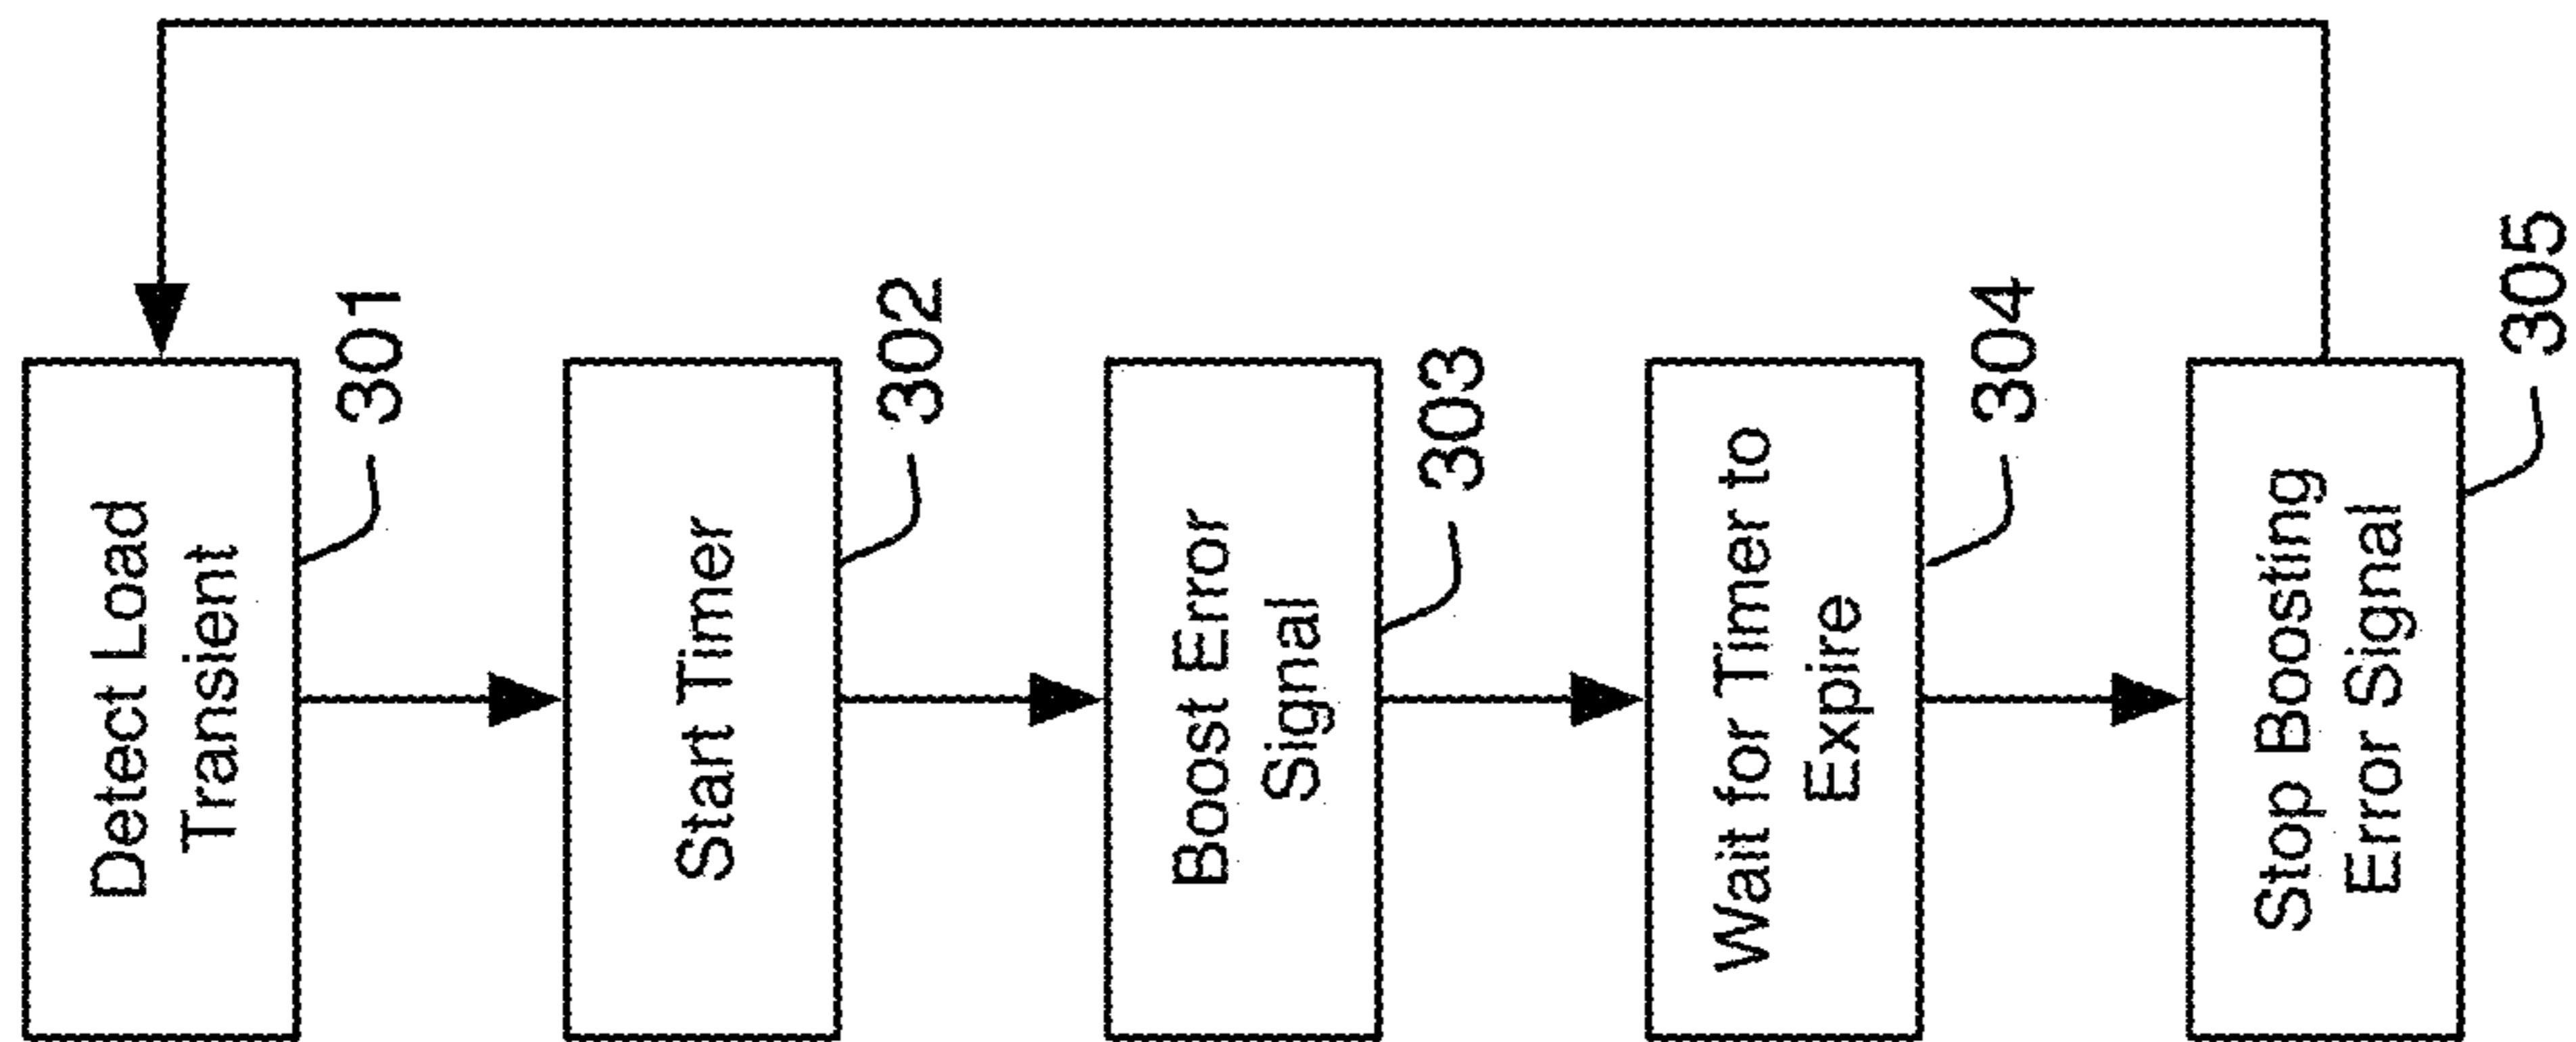 Detect Load
Transient
301
Start Timer
302
Boost Error
Signal
303
Wait for Timer to
Expire
304
Stop Boosting
Error Signal
305